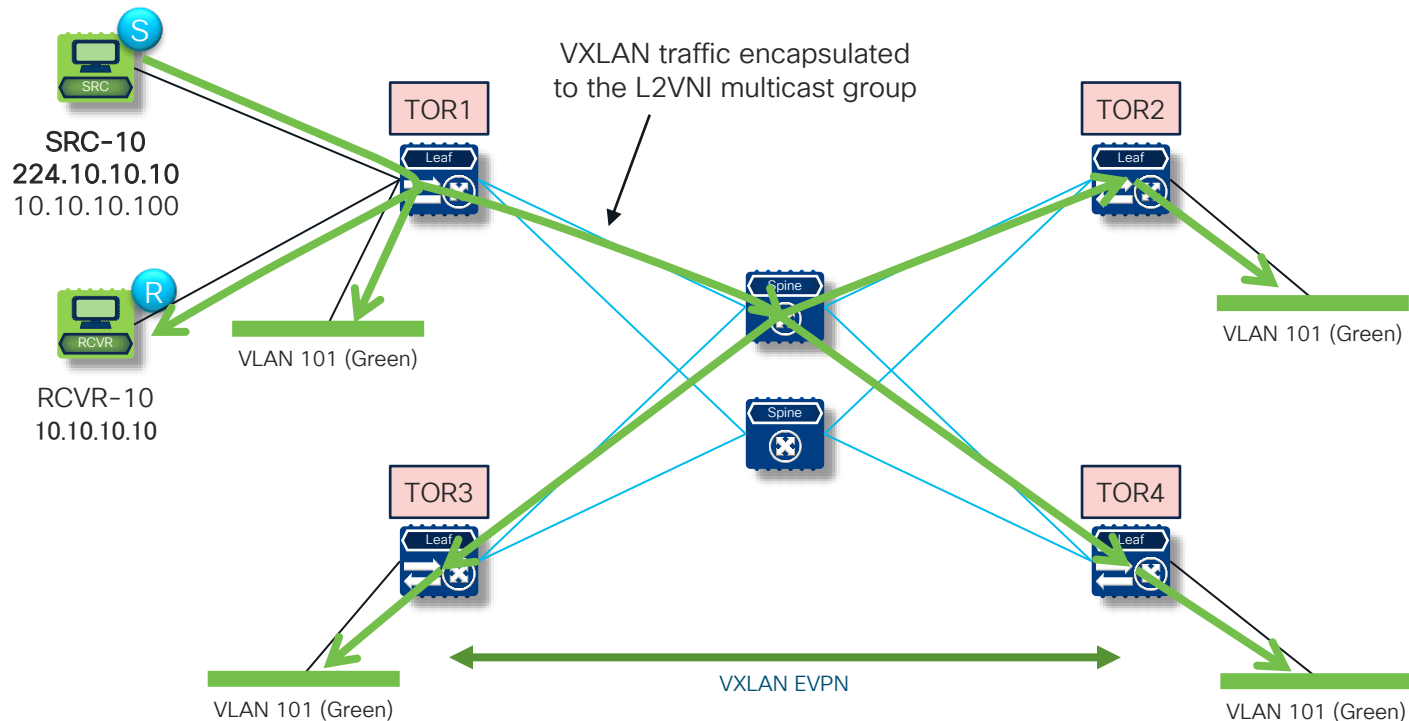 S
SRC
SRC-10
224.10.10.10
10.10.10.100
VXLAN traffic encapsulated
to the L2VNI multicast group
TOR1
Leaf
TOR2
Leaf
R
RCVR
RCVR-10
10.10.10.10
VLAN 101 (Green)
Spine
VLAN 101 (Green)
Spine
TOR3
Leaf
TOR4
Leaf
VXLAN EVPN
VLAN 101 (Green)
VLAN 101 (Green)